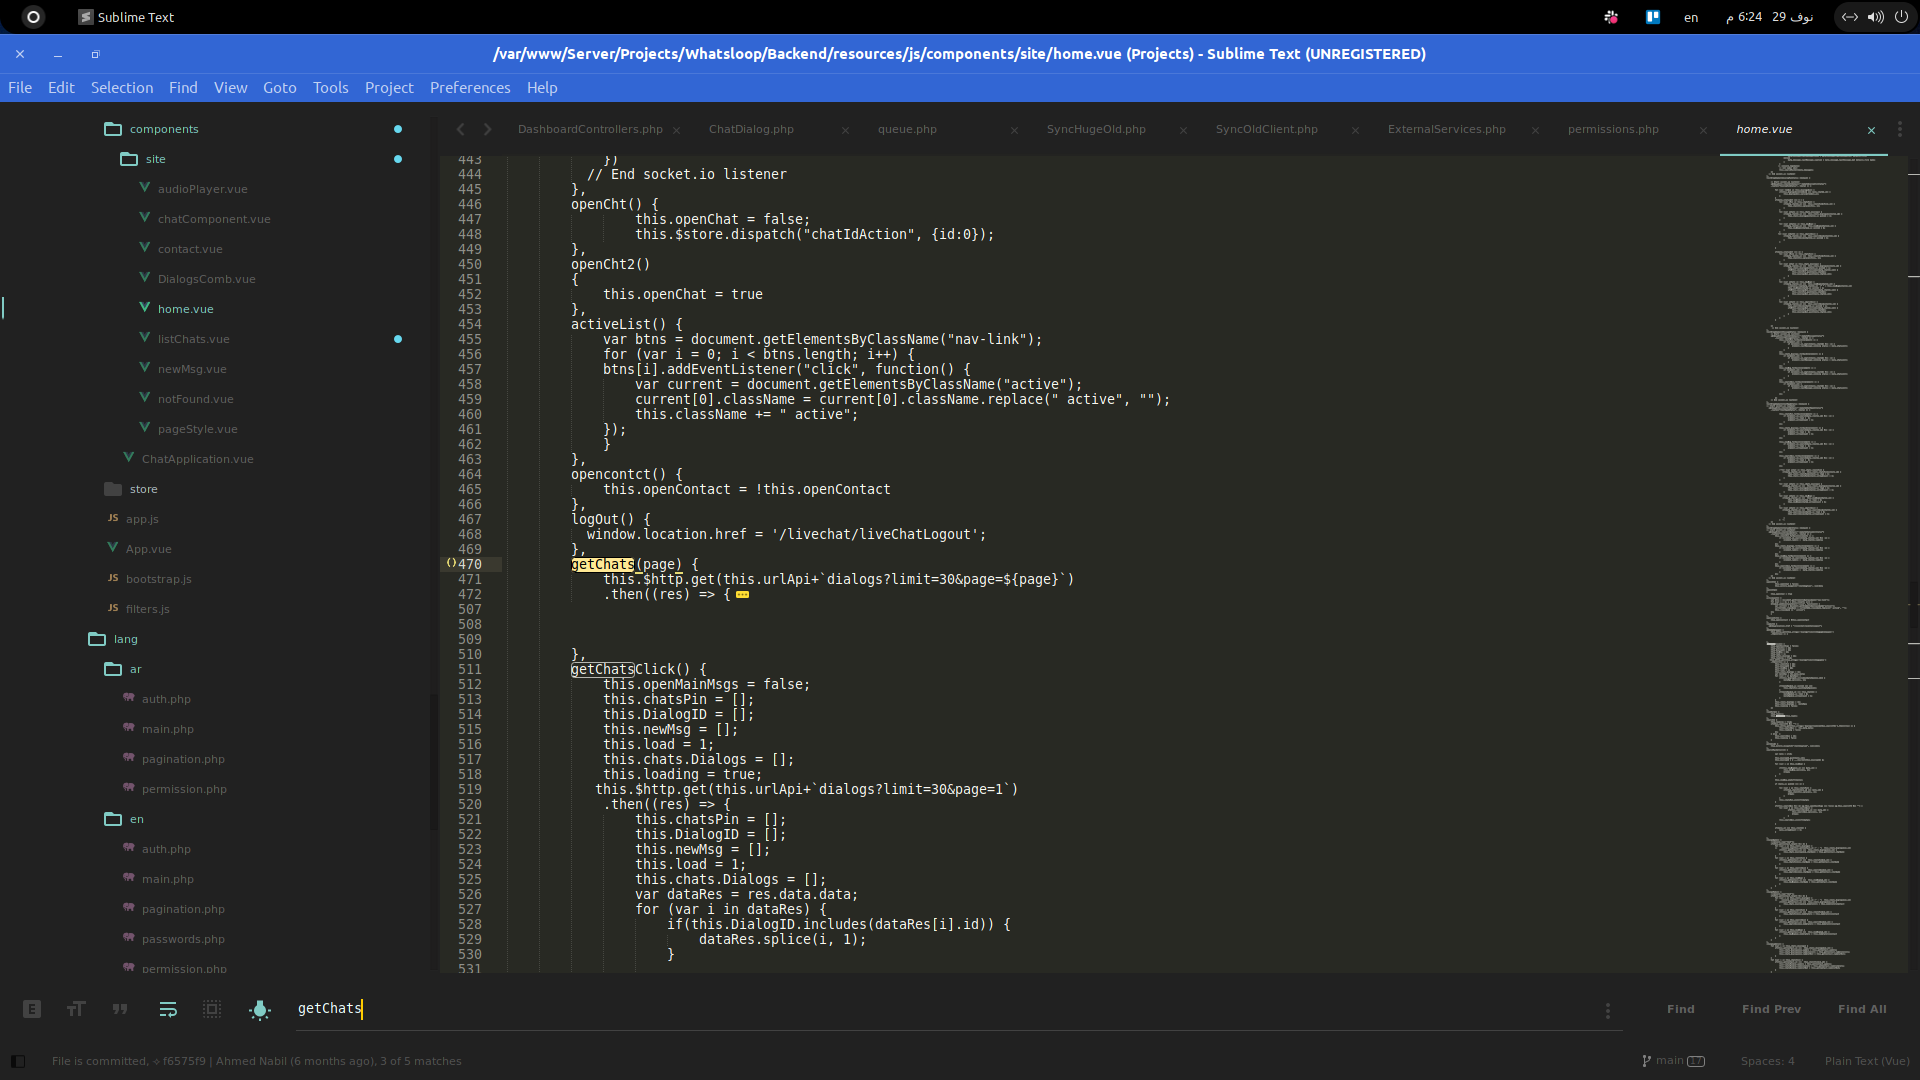 Sublime Text
en
نوف 29 6:24 م
/var/www/Server/Projects/Whatsloop/Backend/resources/js/components/site/home.vue (Projects) - Sublime Text (UNREGISTERED)
File Edit Selection Find View Goto Tools Project Preferences Help
components
site
audioPlayer.vue
chatComponent.vue
contact.vue
DialogsComb.vue
home.vue
listChats.vue
newMsg.vue
notFound.vue
pageStyle.vue
ChatApplication.vue
store
JS app.js
App.vue
JS bootstrap.js
JS filters.js
lang
ar
auth.php
main.php
pagination.php
permission.php
en
auth.php
main.php
pagination.php
passwords.php
permission.php
DashboardControllers.php ChatDialog.php queue.php SyncHugeOld.php SyncOldClient.php ExternalServices.php permissions.php home.vue
443 })
444 // End socket.io listener
445 },
446 openCht() {
447 this.openChat = false;
448 this.$store.dispatch("chatIdAction", {id:0});
449 },
450 openCht2()
451 {
452 this.openChat = true
453 },
454 activeList() {
455 var btns = document.getElementsByClassName("nav-link");
456 for (var i = 0; i < btns.length; i++) {
457 btns[i].addEventListener("click", function() {
458 var current = document.getElementsByClassName("active");
459 current[0].className = current[0].className.replace(" active", "");
460 this.className += " active";
461 });
462 }
463 },
464 opencontct() {
465 this.openContact = !this.openContact
466 },
467 logOut() {
468 window.location.href = '/livechat/liveChatLogout';
469 },
()470 getChats(page) {
471 this.$http.get(this.urlApi+`dialogs?limit=30&page=${page}`)
472 .then((res) => {
507
508
509
510 },
511 getChatsClick() {
512 this.openMainMsgs = false;
513 this.chatsPin = [];
514 this.DialogID = [];
515 this.newMsg = [];
516 this.load = 1;
517 this.chats.Dialogs = [];
518 this.loading = true;
519 this.$http.get(this.urlApi+`dialogs?limit=30&page=1`)
520 .then((res) => {
521 this.chatsPin = [];
522 this.DialogID = [];
523 this.newMsg = [];
524 this.load = 1;
525 this.chats.Dialogs = [];
526 var dataRes = res.data.data;
527 for (var i in dataRes) {
528 if(this.DialogID.includes(dataRes[i].id)) {
529 dataRes.splice(i, 1);
530 }
531
getChats
Find Find Prev Find All
File is committed, f6575f9 | Ahmed Nabil (6 months ago), 3 of 5 matches
main 17 Spaces: 4 Plain Text (Vue)